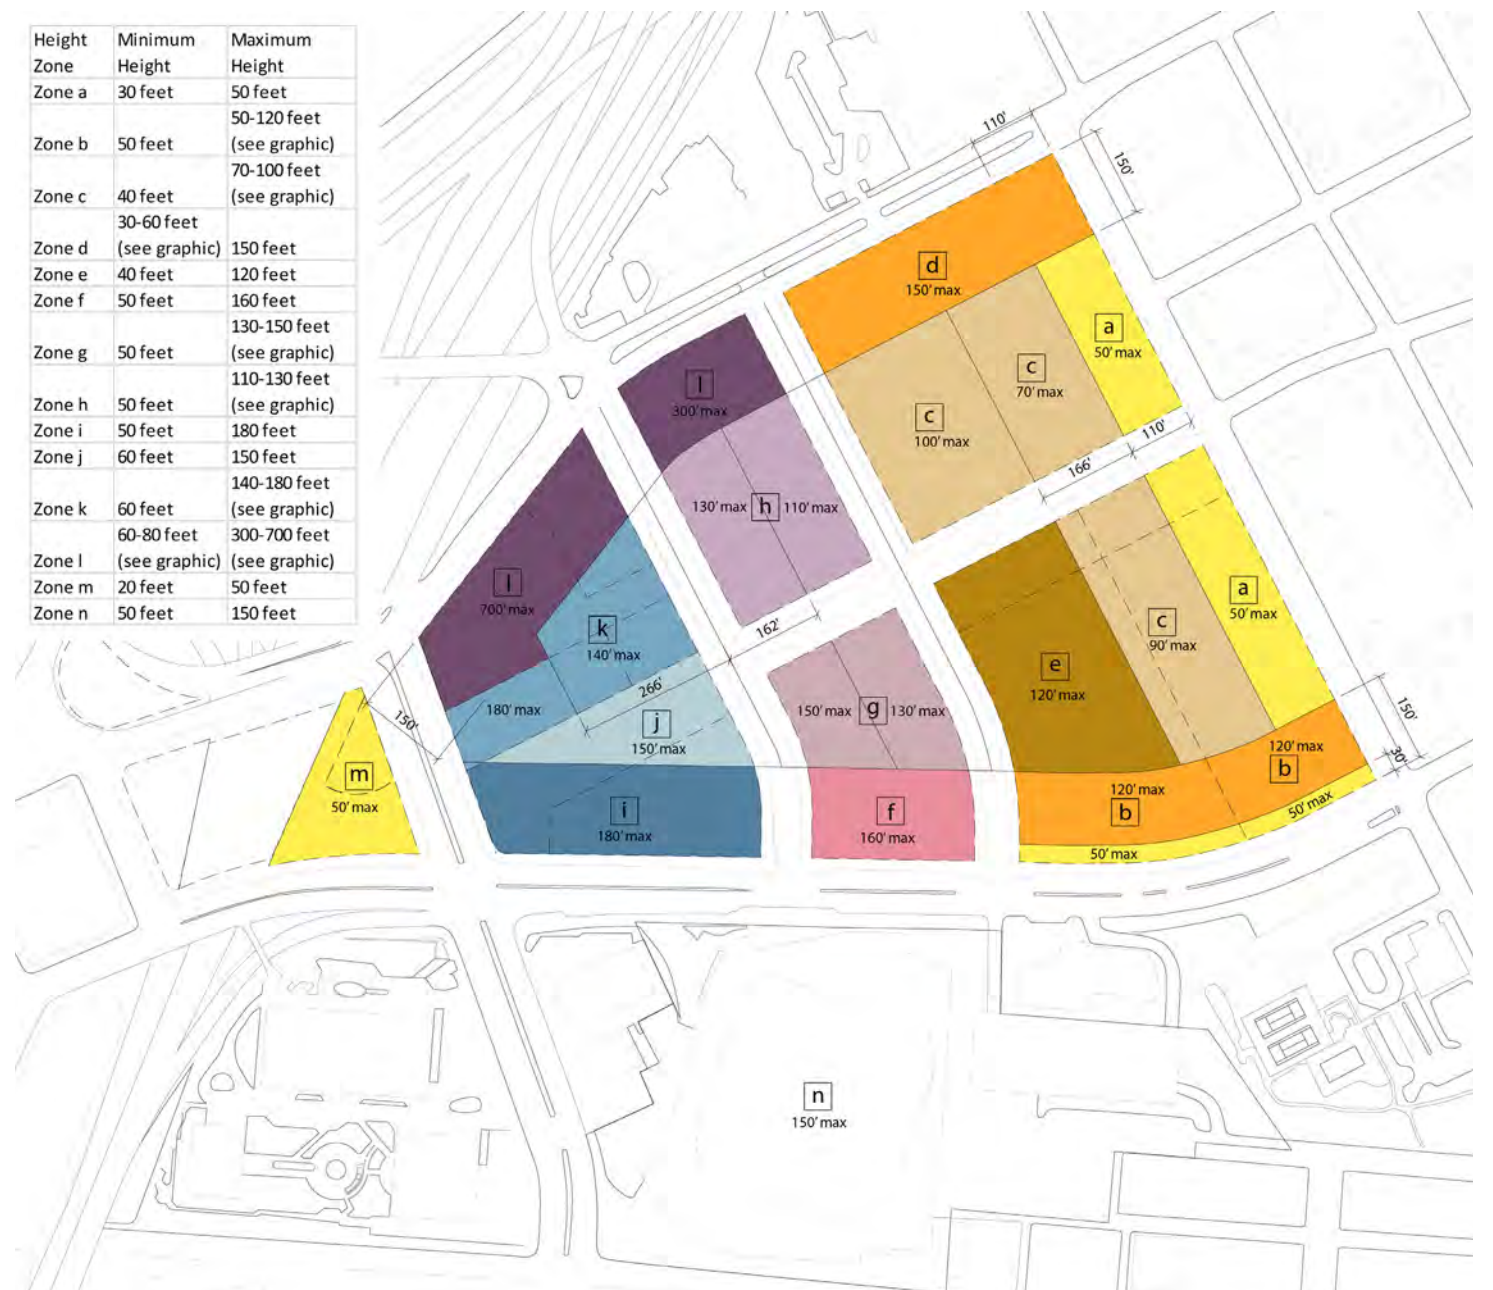 Height Minimum Maximum
Zone Height Height
Zone a 30 feet 50 feet
50-120 feet
Zone b 50 feet (see graphic)
70-100 feet
Zone c 40 feet (see graphic)
30-60 feet
Zone d (see graphic) 150 feet
Zone e 40 feet 120 feet
Zone f 50 feet 160 feet
130-150 feet
Zone g 50 feet (see graphic)
110-130 feet
Zone h 50 feet (see graphic)
Zone i 50 feet 180 feet
Zone j 60 feet 150 feet
140-180 feet
Zone k 60 feet (see graphic)
60-80 feet 300-700 feet
Zone l (see graphic) (see graphic)
Zone m 20 feet 50 feet
Zone n 50 feet 150 feet
110'
150'
d
150' max
a
50' max
c
70' max
l
300' max
c
100' max
110'
166'
130' max h 110' max
l
700' max
a
50' max
k
140' max
162'
c
90' max
e
120' max
266'
180' max
150'
j
150' max
150' max g 130' max
150'
30'
m
50' max
120' max
b
120' max
b
50' max
50' max
i
180' max
f
160' max
n
150' max